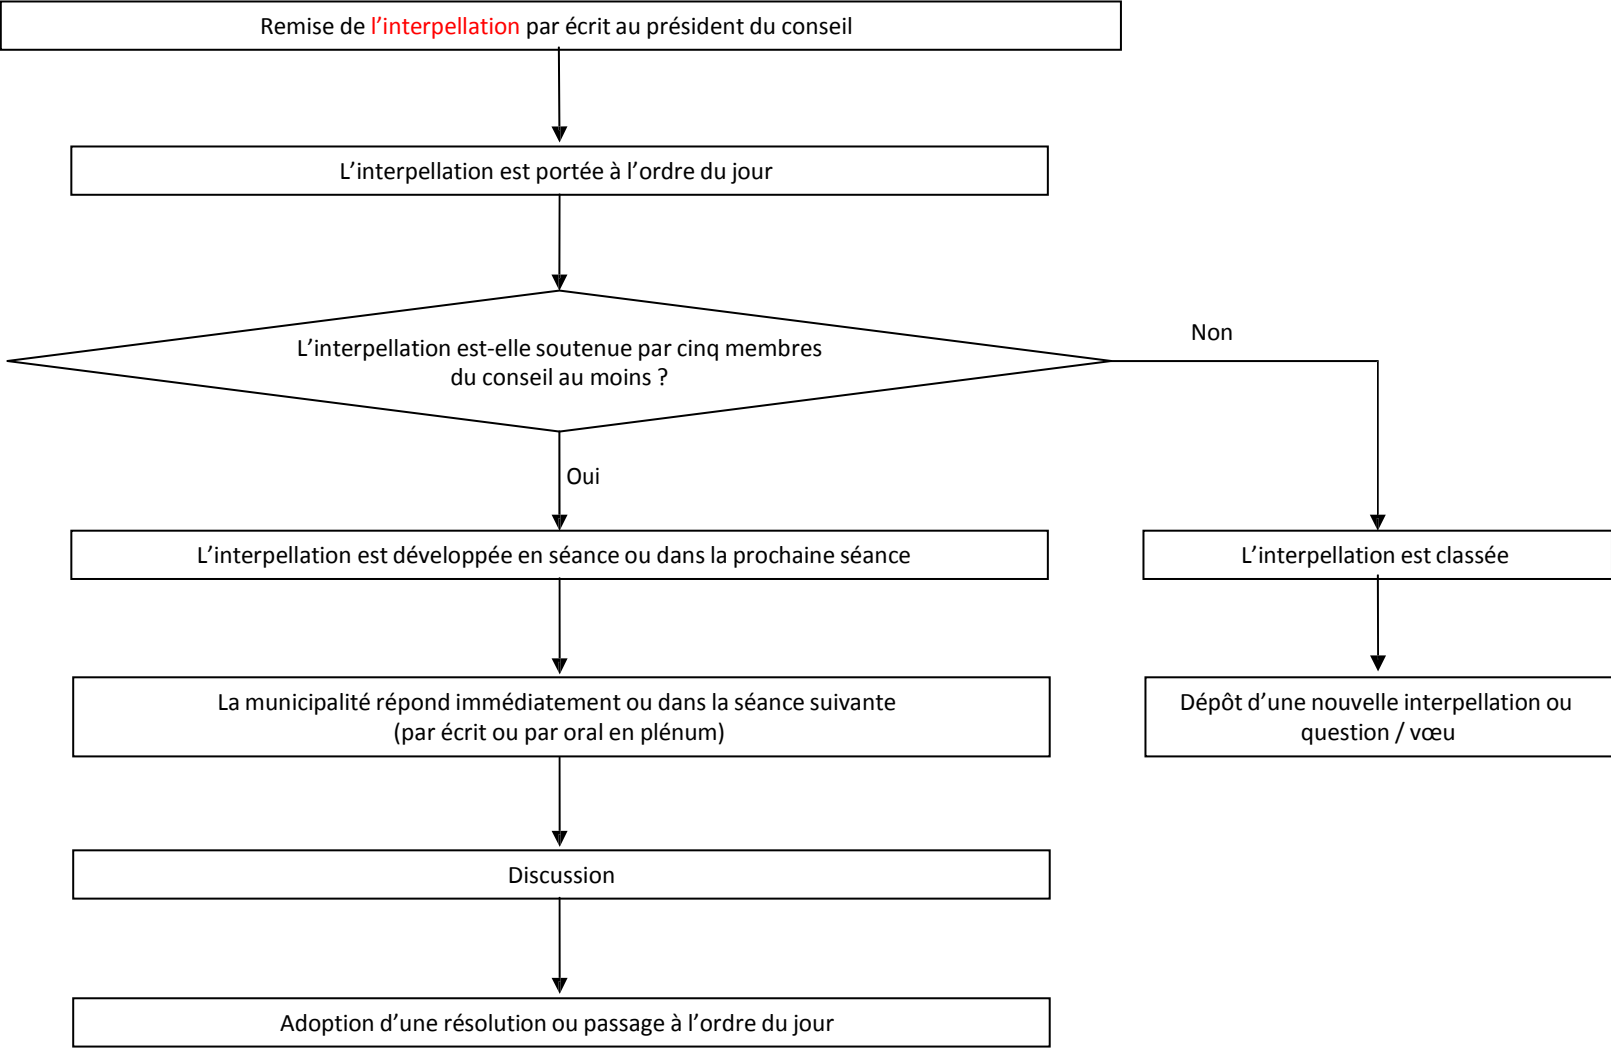 Remise de l’interpellation par écrit au président du conseil
L’interpellation est portée à l’ordre du jour
L’interpellation est-elle soutenue par cinq membres
du conseil au moins ?
Non
Oui
L’interpellation est développée en séance ou dans la prochaine séance
L’interpellation est classée
La municipalité répond immédiatement ou dans la séance suivante
(par écrit ou par oral en plénum)
Dépôt d’une nouvelle interpellation ou
question / vœu
Discussion
Adoption d’une résolution ou passage à l’ordre du jour